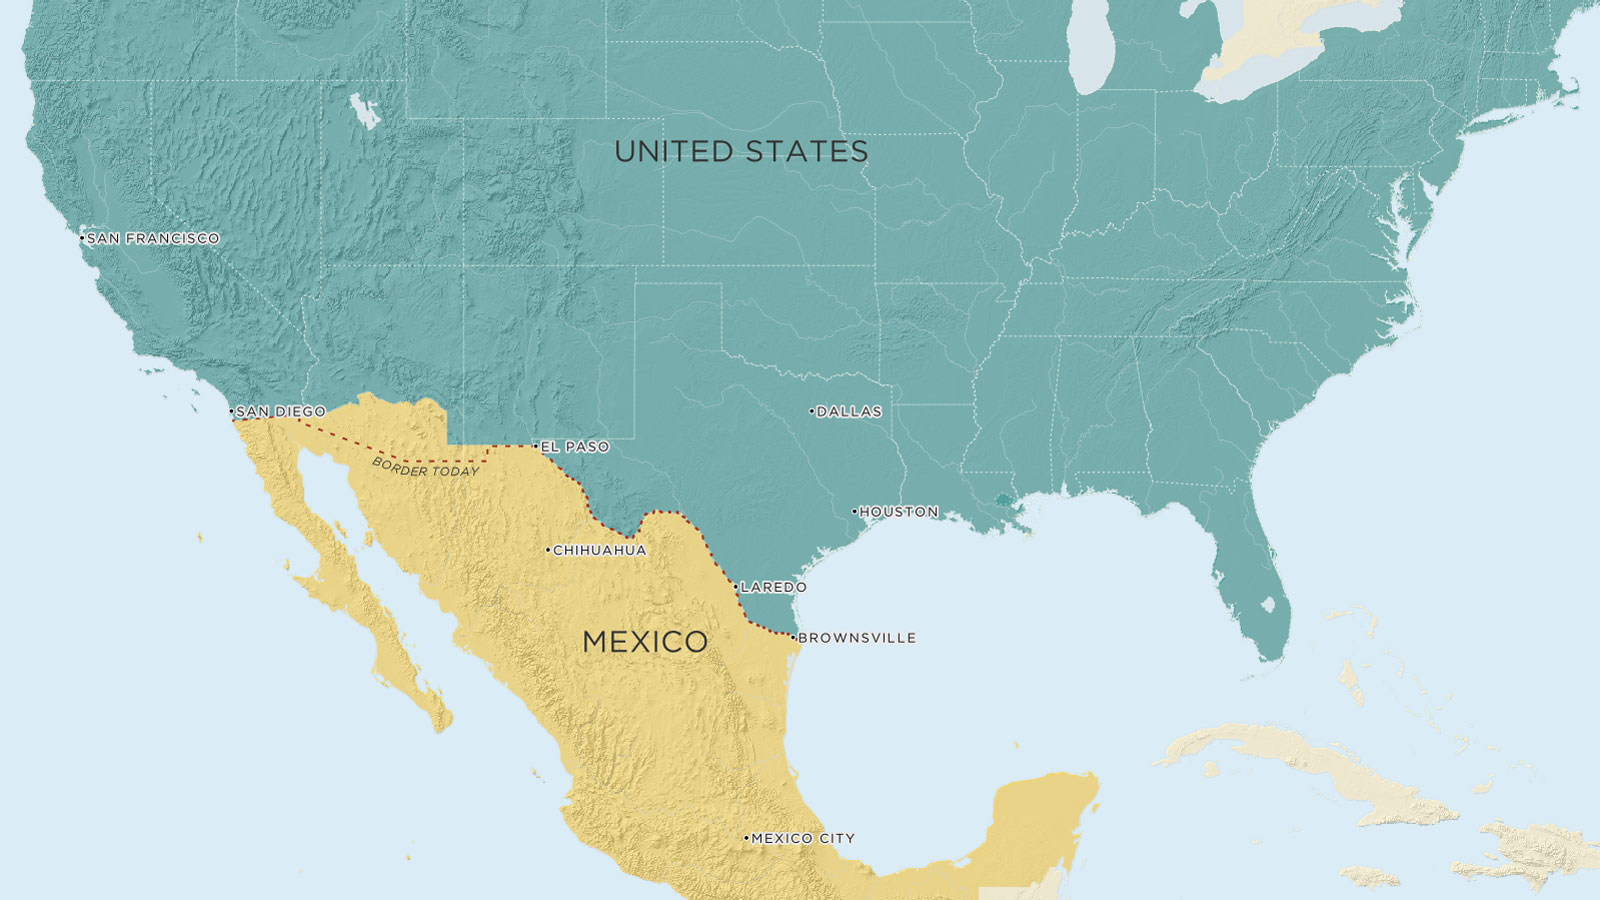 UNITED STATES
SAN FRANCISCO
SAN DIEGO
DALLAS
EL PASO
BORDER TODAY
HOUSTON
CHIHUAHUA
LAREDO
MEXICO
BROWNSVILLE
MEXICO CITY